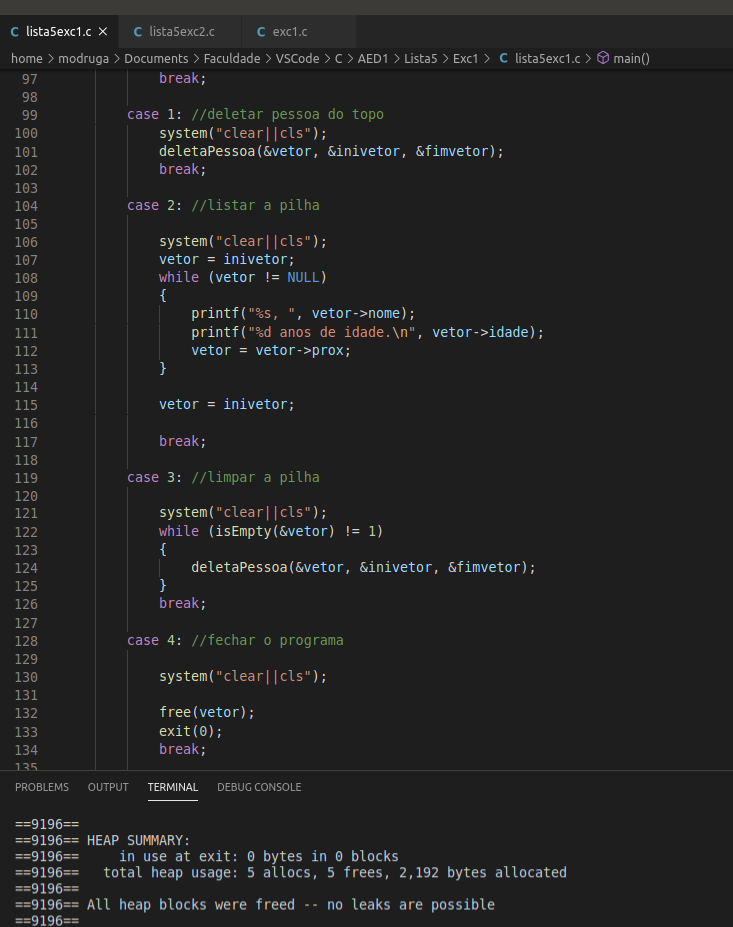 lista5exc1.c × lista5exc2.c exc1.c
home > modruga > Documents > Faculdade > VSCode > C > AED1 > Lista5 > Exc1 > C lista5exc1.c > main()
97 break;
98
99 case 1: //deletar pessoa do topo
100 system("clear||cls");
101 deletaPessoa(&vetor, &inivetor, &fimvetor);
102 break;
103
104 case 2: //listar a pilha
105
106 system("clear||cls");
107 vetor = inivetor;
108 while (vetor != NULL)
109 {
110 printf("%s, ", vetor->nome);
111 printf("%d anos de idade.\n", vetor->idade);
112 vetor = vetor->prox;
113 }
114
115 vetor = inivetor;
116
117 break;
118
119 case 3: //limpar a pilha
120
121 system("clear||cls");
122 while (isEmpty(&vetor) != 1)
123 {
124 deletaPessoa(&vetor, &inivetor, &fimvetor);
125 }
126 break;
127
128 case 4: //fechar o programa
129
130 system("clear||cls");
131
132 free(vetor);
133 exit(0);
134 break;
135
PROBLEMS OUTPUT TERMINAL DEBUG CONSOLE
==9196==
==9196== HEAP SUMMARY:
==9196== in use at exit: 0 bytes in 0 blocks
==9196== total heap usage: 5 allocs, 5 frees, 2,192 bytes allocated
==9196==
==9196== All heap blocks were freed -- no leaks are possible
==9196==